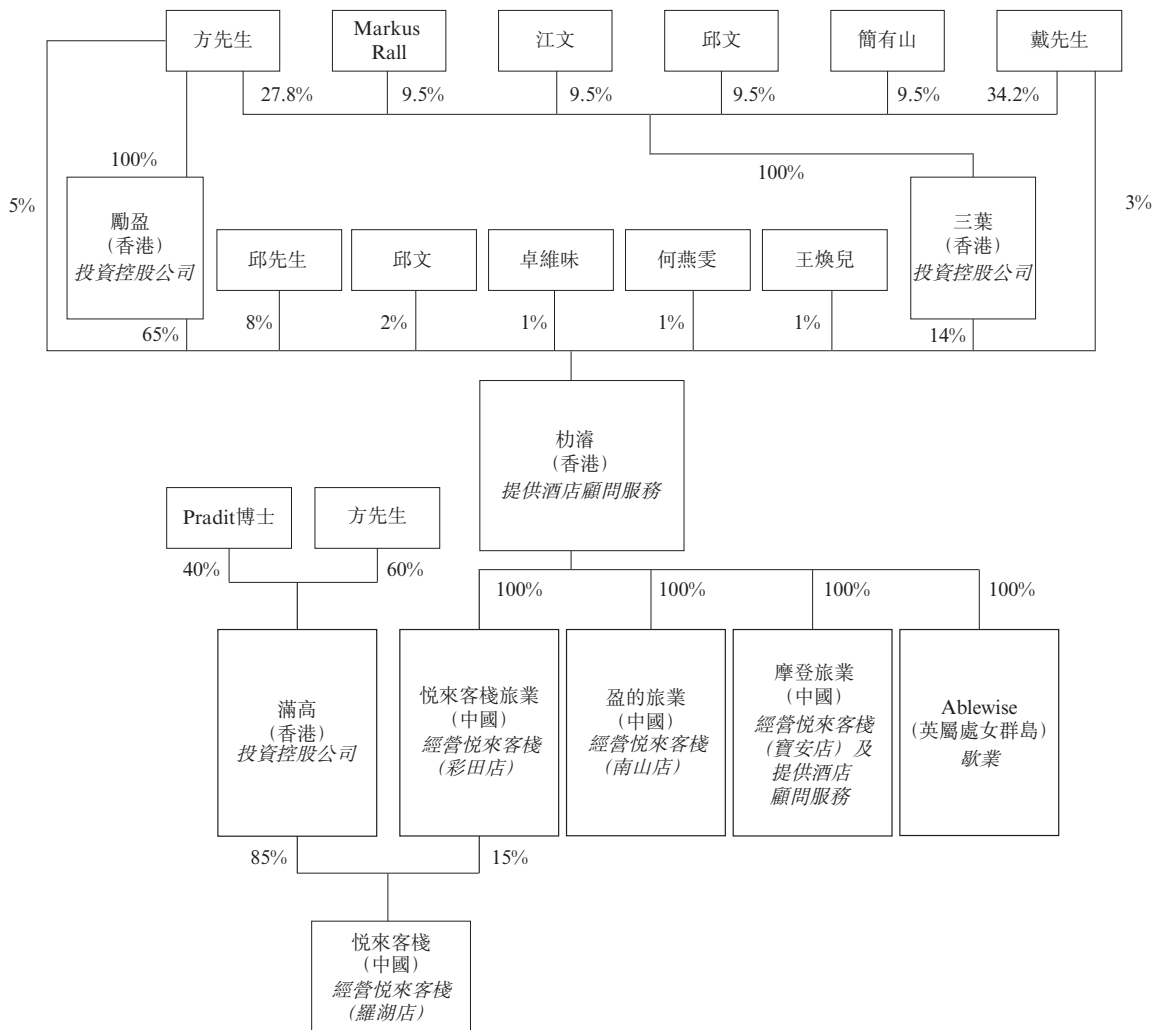 方先生
Markus
Rall
江文
邱文
簡有山
戴先生
27.8%
9.5%
9.5%
9.5%
9.5%
34.2%
100%
100%
5%
3%
勵盈
(香港)
投資控股公司
三葉
(香港)
投資控股公司
邱先生
邱文
卓維味
何燕雯
王煥兒
65%
8%
2%
1%
1%
1%
14%
朸濬
(香港)
提供酒店顧問服務
Pradit博士
方先生
40%
60%
100%
100%
100%
100%
滿高
(香港)
投資控股公司
悅來客棧旅業
(中國)
經營悅來客棧
(彩田店)
盈的旅業
(中國)
經營悅來客棧
(南山店)
摩登旅業
(中國)
經營悅來客棧
(寶安店)及
提供酒店
顧問服務
Ablewise
(英屬處女群島)
歇業
85%
15%
悅來客棧
(中國)
經營悅來客棧
(羅湖店)